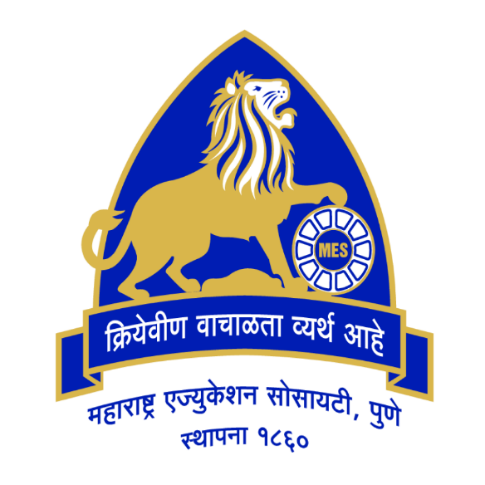 MES
क्रियेवीण वाचाळता व्यर्थ आहे
महाराष्ट्र एज्युकेशन सोसायटी, पुणे
स्थापना १८६०